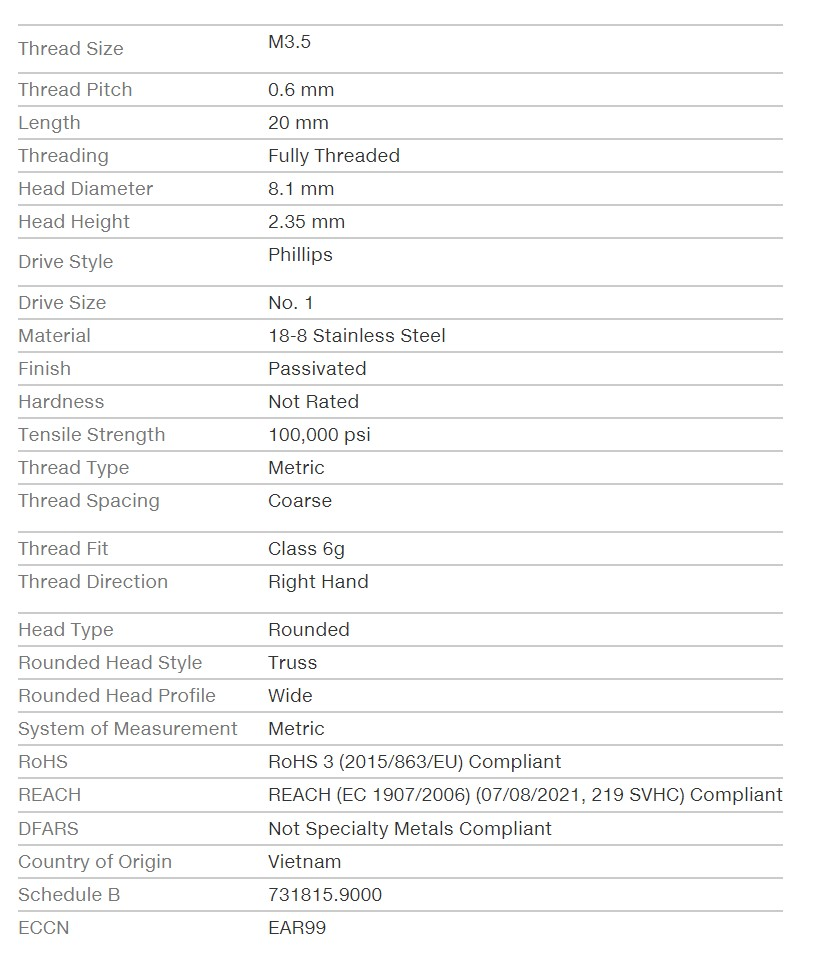 Thread Size M3.5
Thread Pitch 0.6 mm
Length 20 mm
Threading Fully Threaded
Head Diameter 8.1 mm
Head Height 2.35 mm
Drive Style Phillips
Drive Size No. 1
Material 18-8 Stainless Steel
Finish Passivated
Hardness Not Rated
Tensile Strength 100,000 psi
Thread Type Metric
Thread Spacing Coarse
Thread Fit Class 6g
Thread Direction Right Hand
Head Type Rounded
Rounded Head Style Truss
Rounded Head Profile Wide
System of Measurement Metric
RoHS RoHS 3 (2015/863/EU) Compliant
REACH REACH (EC 1907/2006) (07/08/2021, 219 SVHC) Compliant
DFARS Not Specialty Metals Compliant
Country of Origin Vietnam
Schedule B 731815.9000
ECCN EAR99